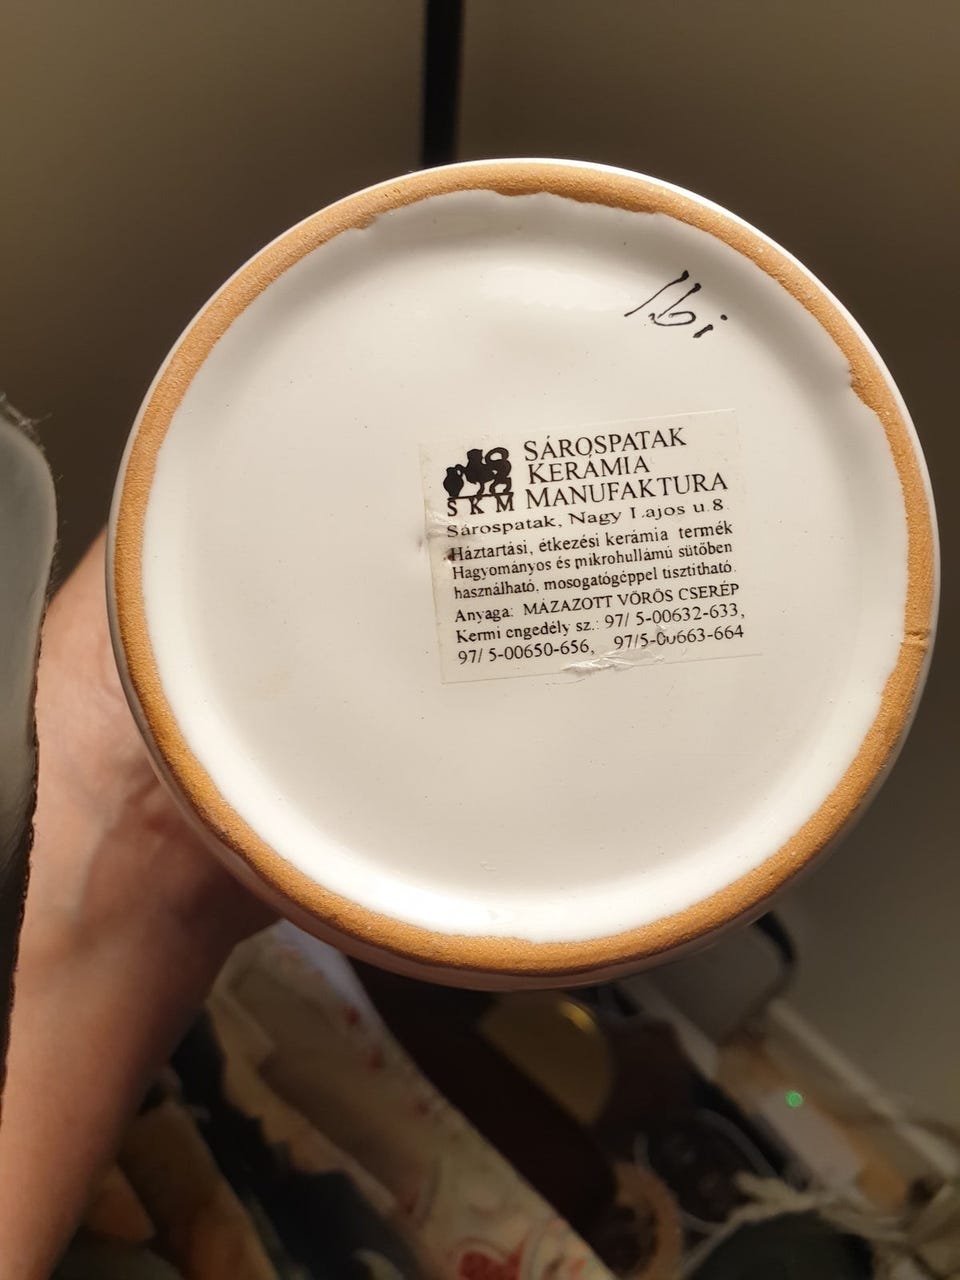 Ibi
SÁROSPATAK
KERÁMIA
MANUFAKTURA
SKM
Sárospatak, Nagy Lajos u.8.
Háztartási, étkezési kerámia termék
Hagyományos és mikrohullámú sütőben
használható, mosogatógéppel tisztítható.
Anyaga: MÁZAZOTT VÖRÖS CSERÉP
Kermi engedély sz.: 97/ 5-00632-633,
97/ 5-00650-656, 97/5-00663-664